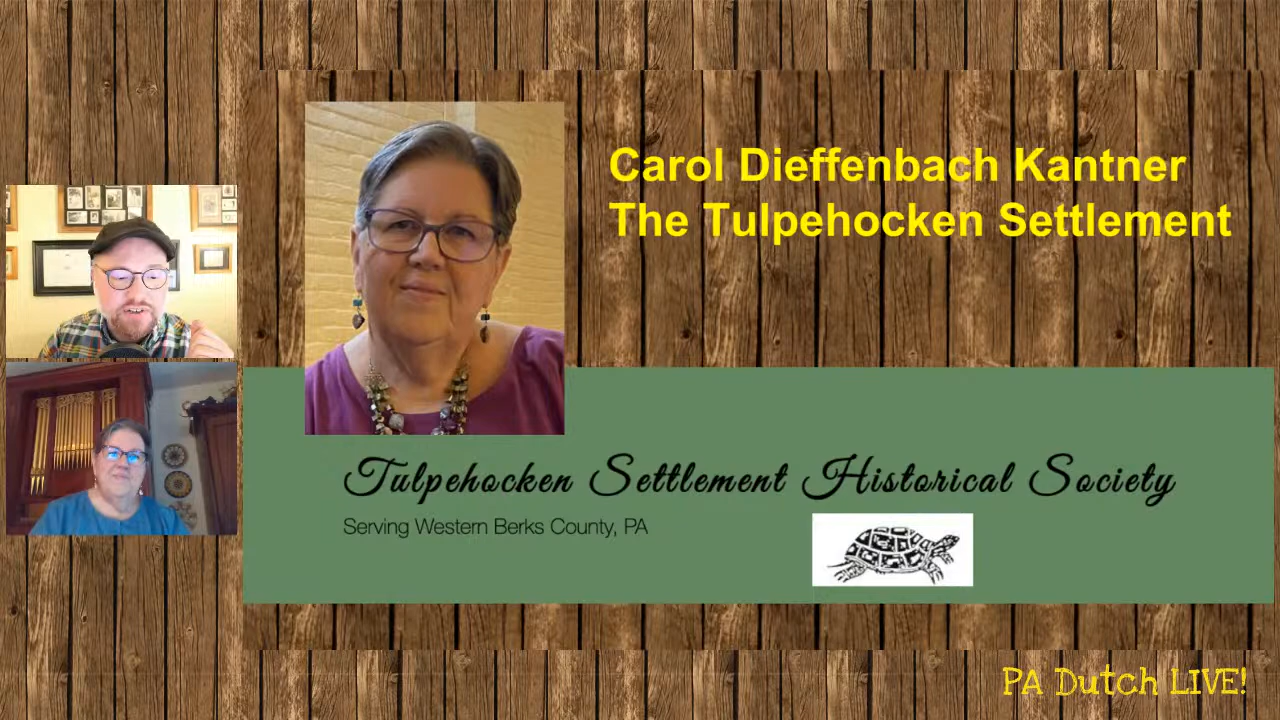 Carol Dieffenbach Kantner
The Tulpehocken Settlement
Tulpehocken Settlement Historical Society
Serving Western Berks County, PA
PA Dutch LIVE!